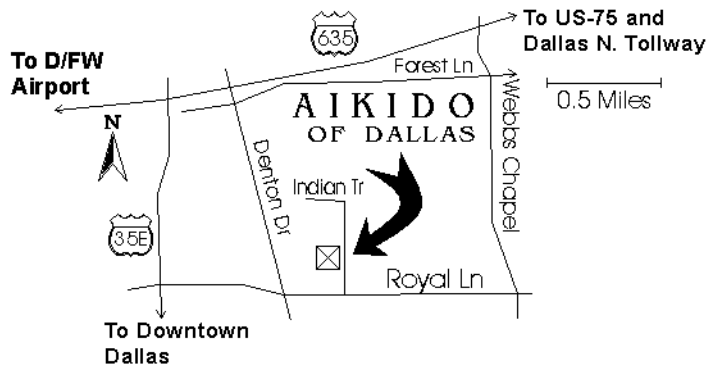 To US-75 and
Dallas N. Tollway
635
To D/FW
Airport
Forest Ln
0.5 Miles
AIKIDO
OF DALLAS
N
Webbs Chapel
Denton Dr
Indian Tr
35E
Royal Ln
To Downtown
Dallas